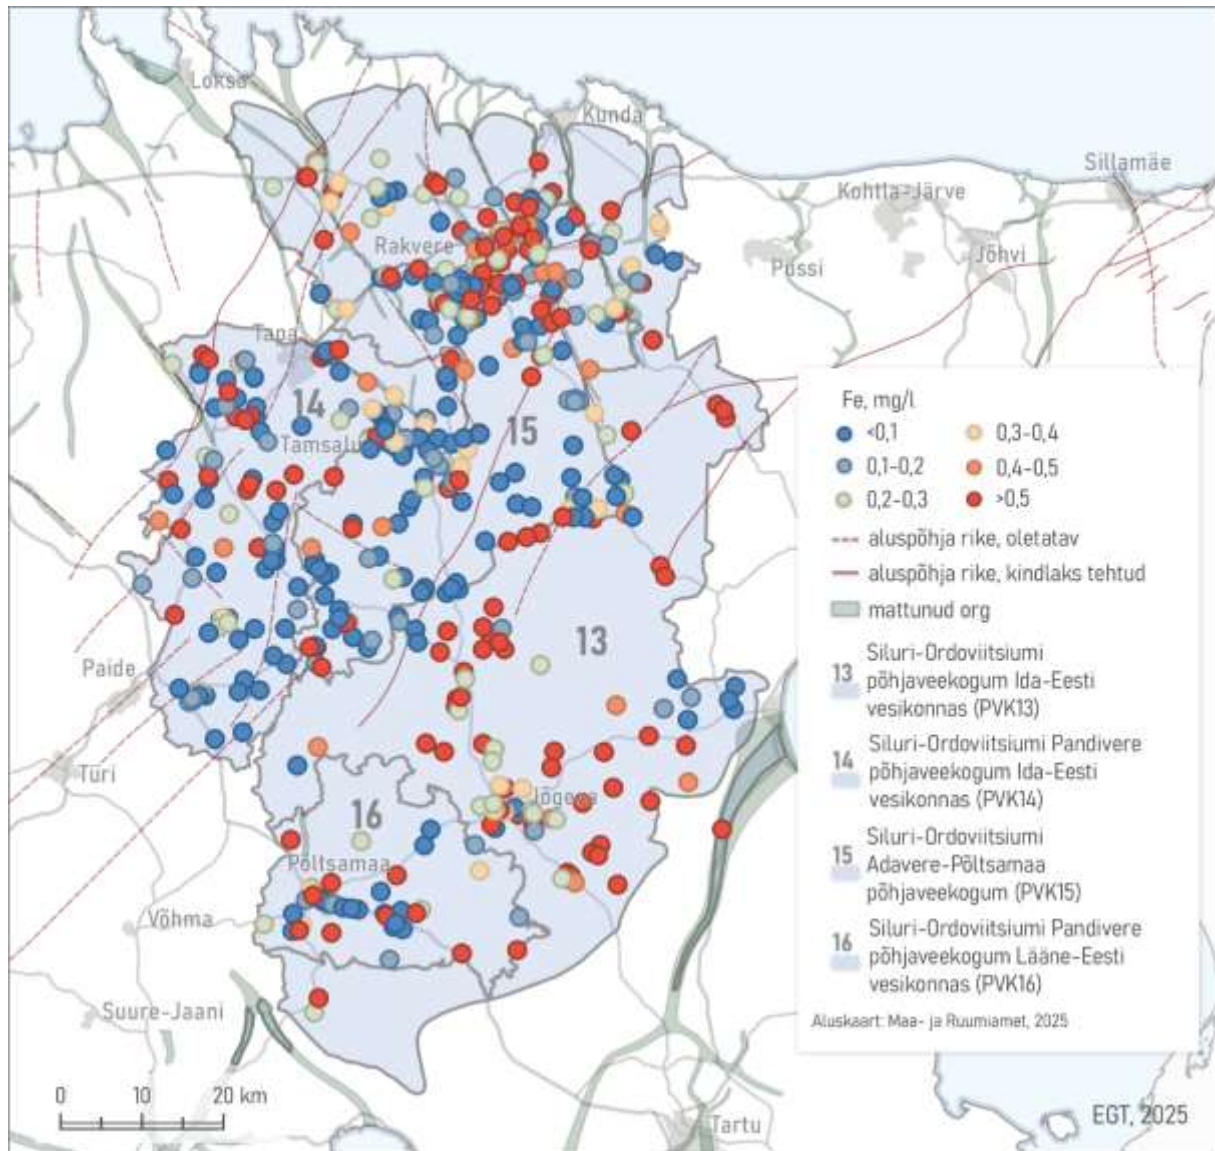 Loksa
Kunda
Sillamäe
Kohtla-Järve
Rakvere
Jõhvi
Püssi
Tapa
14
15
Tamsalu
Fe, mg/l
<0,1
0,3-0,4
0,1-0,2
0,4-0,5
0,2-0,3
>0,5
aluspõhja rike, oletatav
aluspõhja rike, kindlaks tehtud
mattunud org
13
Siluri-Ordoviitsiumi
põhjaveekogum Ida-Eesti
vesikonnas (PVK13)
14
Siluri-Ordoviitsiumi Pandivere
põhjaveekogum Ida-Eesti
vesikonnas (PVK14)
15
Siluri-Ordoviitsiumi
Adavere-Põltsamaa
põhjaveekogum (PVK15)
16
Siluri-Ordoviitsiumi Pandivere
põhjaveekogum Lääne-Eesti
vesikonnas (PVK16)
Aluskaart: Maa- ja Ruumiamet, 2025
13
Paide
Türi
Jõgeva
16
Põltsamaa
Võhma
Suure-Jaani
0 10 20 km
Tartu
EGT, 2025